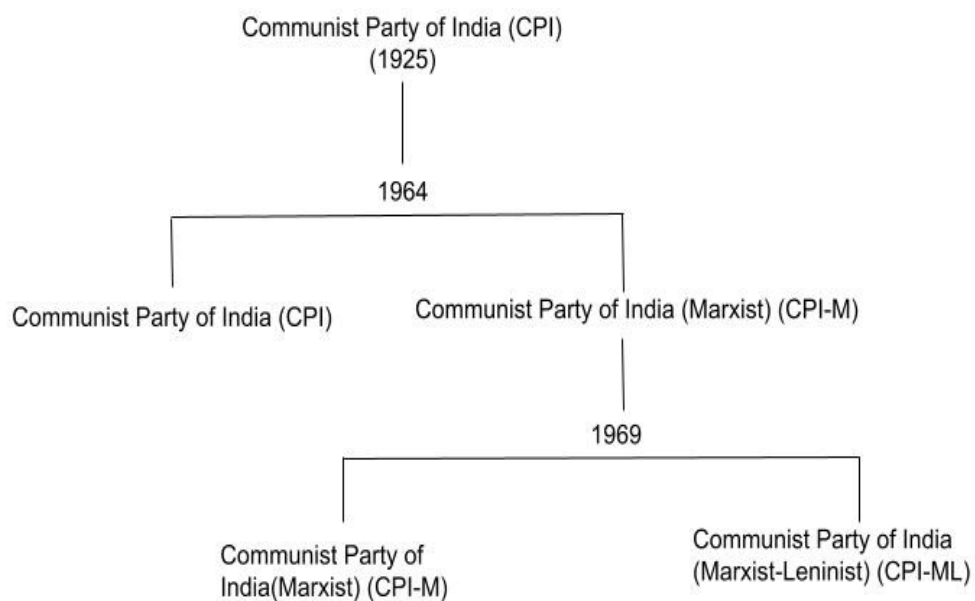 Communist Party of India (CPI)
(1925)
1964
Communist Party of India (CPI)
Communist Party of India (Marxist) (CPI-M)
1969
Communist Party of
India(Marxist) (CPI-M)
Communist Party of India
(Marxist-Leninist) (CPI-ML)